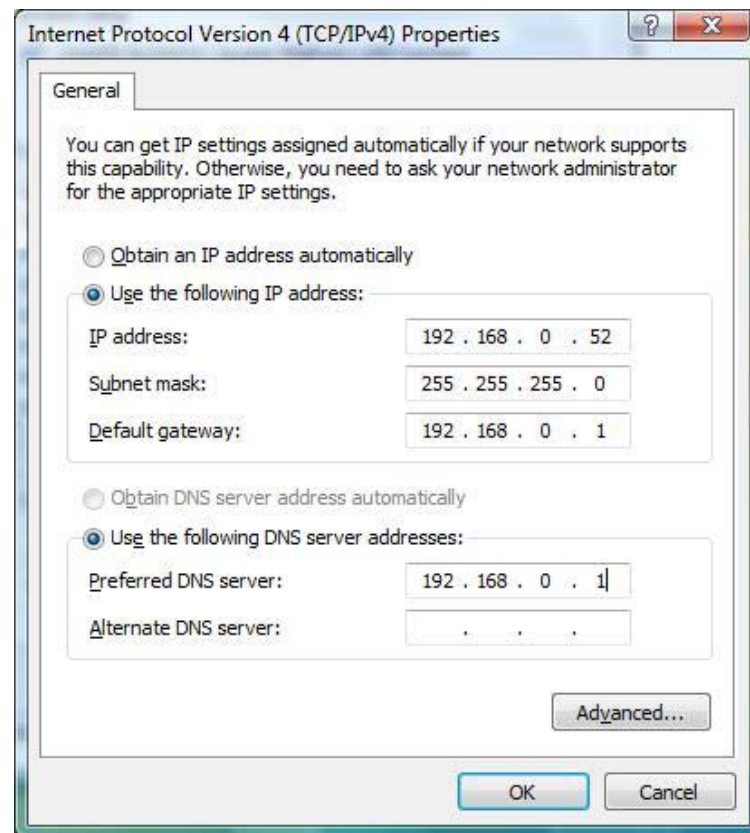 Internet Protocol Version 4 (TCP/IPv4) Properties
?
X
General
You can get IP settings assigned automatically if your network supports
this capability. Otherwise, you need to ask your network administrator
for the appropriate IP settings.
Obtain an IP address automatically
Use the following IP address:
IP address: 192 . 168 . 0 . 52
Subnet mask: 255 . 255 . 255 . 0
Default gateway: 192 . 168 . 0 . 1
Obtain DNS server address automatically
Use the following DNS server addresses:
Preferred DNS server: 192 . 168 . 0 . 1
Alternate DNS server: . . .
Advanced...
OK Cancel